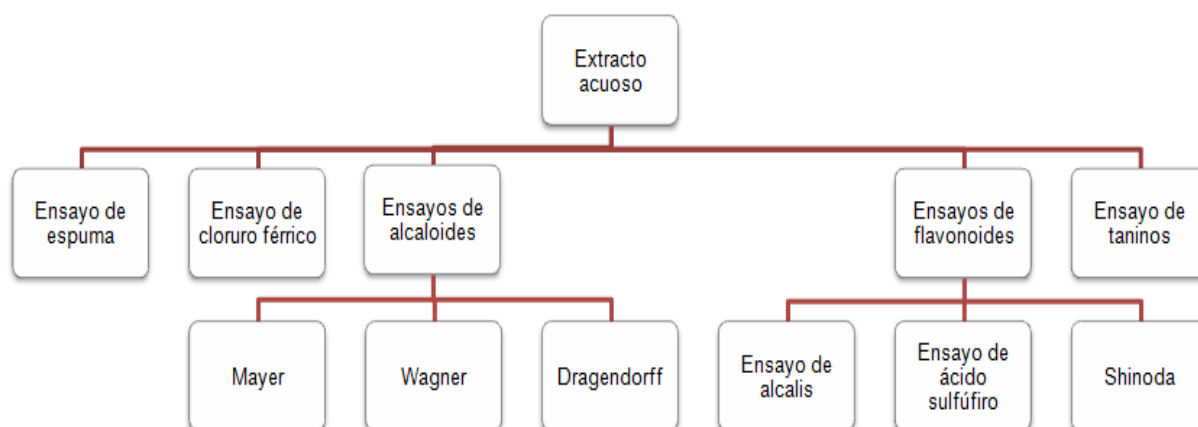 Extracto
acuoso
Ensayo de
espuma
Ensayo de
cloruro férrico
Ensayos de
alcaloides
Ensayos de
flavonoides
Ensayo de
taninos
Mayer
Wagner
Dragendorff
Ensayo de
alcalis
Ensayo de
ácido
sulfúfiro
Shinoda